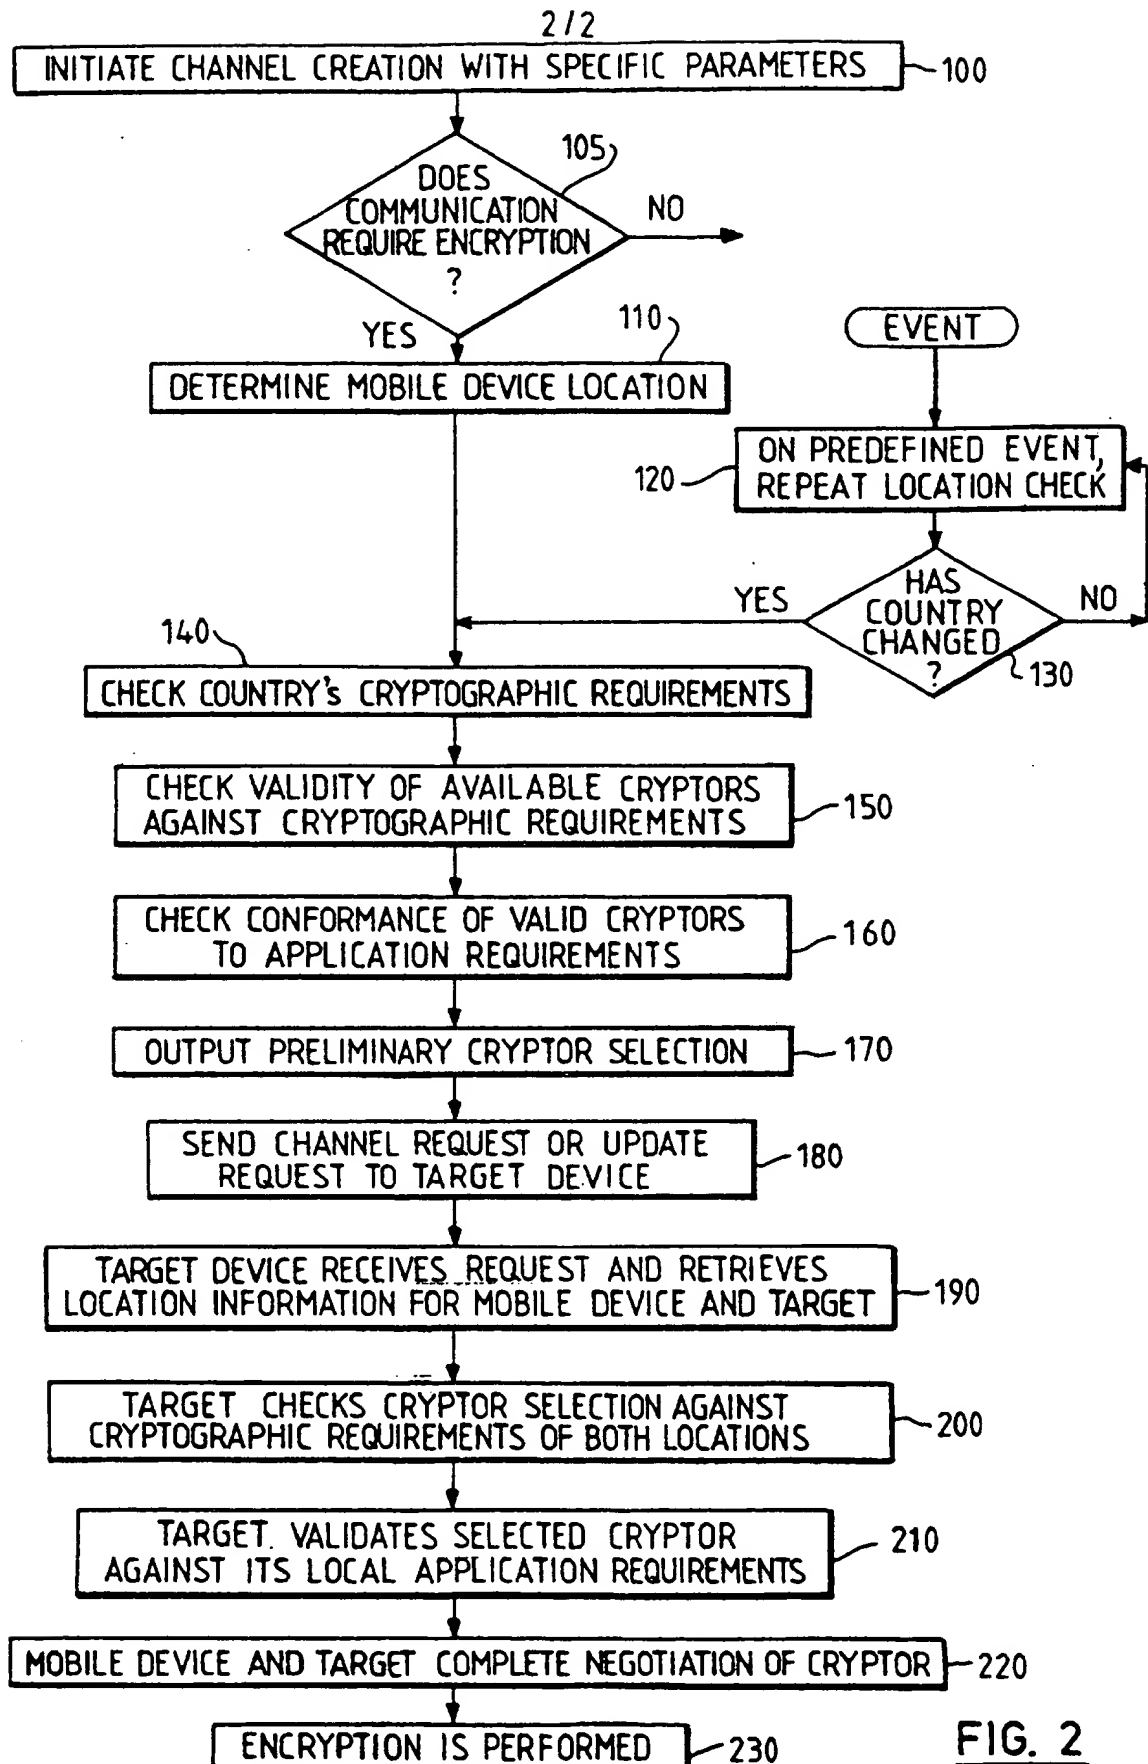 2/2
INITIATE CHANNEL CREATION WITH SPECIFIC PARAMETERS
100
105
DOES
COMMUNICATION
REQUIRE ENCRYPTION
?
NO
YES
110
DETERMINE MOBILE DEVICE LOCATION
EVENT
ON PREDEFINED EVENT,
REPEAT LOCATION CHECK
120
HAS
COUNTRY
CHANGED
?
YES
NO
130
140
CHECK COUNTRY's CRYPTOGRAPHIC REQUIREMENTS
CHECK VALIDITY OF AVAILABLE CRYPTORS
AGAINST CRYPTOGRAPHIC REQUIREMENTS
150
CHECK CONFORMANCE OF VALID CRYPTORS
TO APPLICATION REQUIREMENTS
160
OUTPUT PRELIMINARY CRYPTOR SELECTION
170
SEND CHANNEL REQUEST OR UPDATE
REQUEST TO TARGET DEVICE
180
TARGET DEVICE RECEIVES REQUEST AND RETRIEVES
LOCATION INFORMATION FOR MOBILE DEVICE AND TARGET
190
TARGET CHECKS CRYPTOR SELECTION AGAINST
CRYPTOGRAPHIC REQUIREMENTS OF BOTH LOCATIONS
200
TARGET. VALIDATES SELECTED CRYPTOR
AGAINST ITS LOCAL APPLICATION REQUIREMENTS
210
MOBILE DEVICE AND TARGET COMPLETE NEGOTIATION OF CRYPTOR
220
ENCRYPTION IS PERFORMED
230
FIG. 2